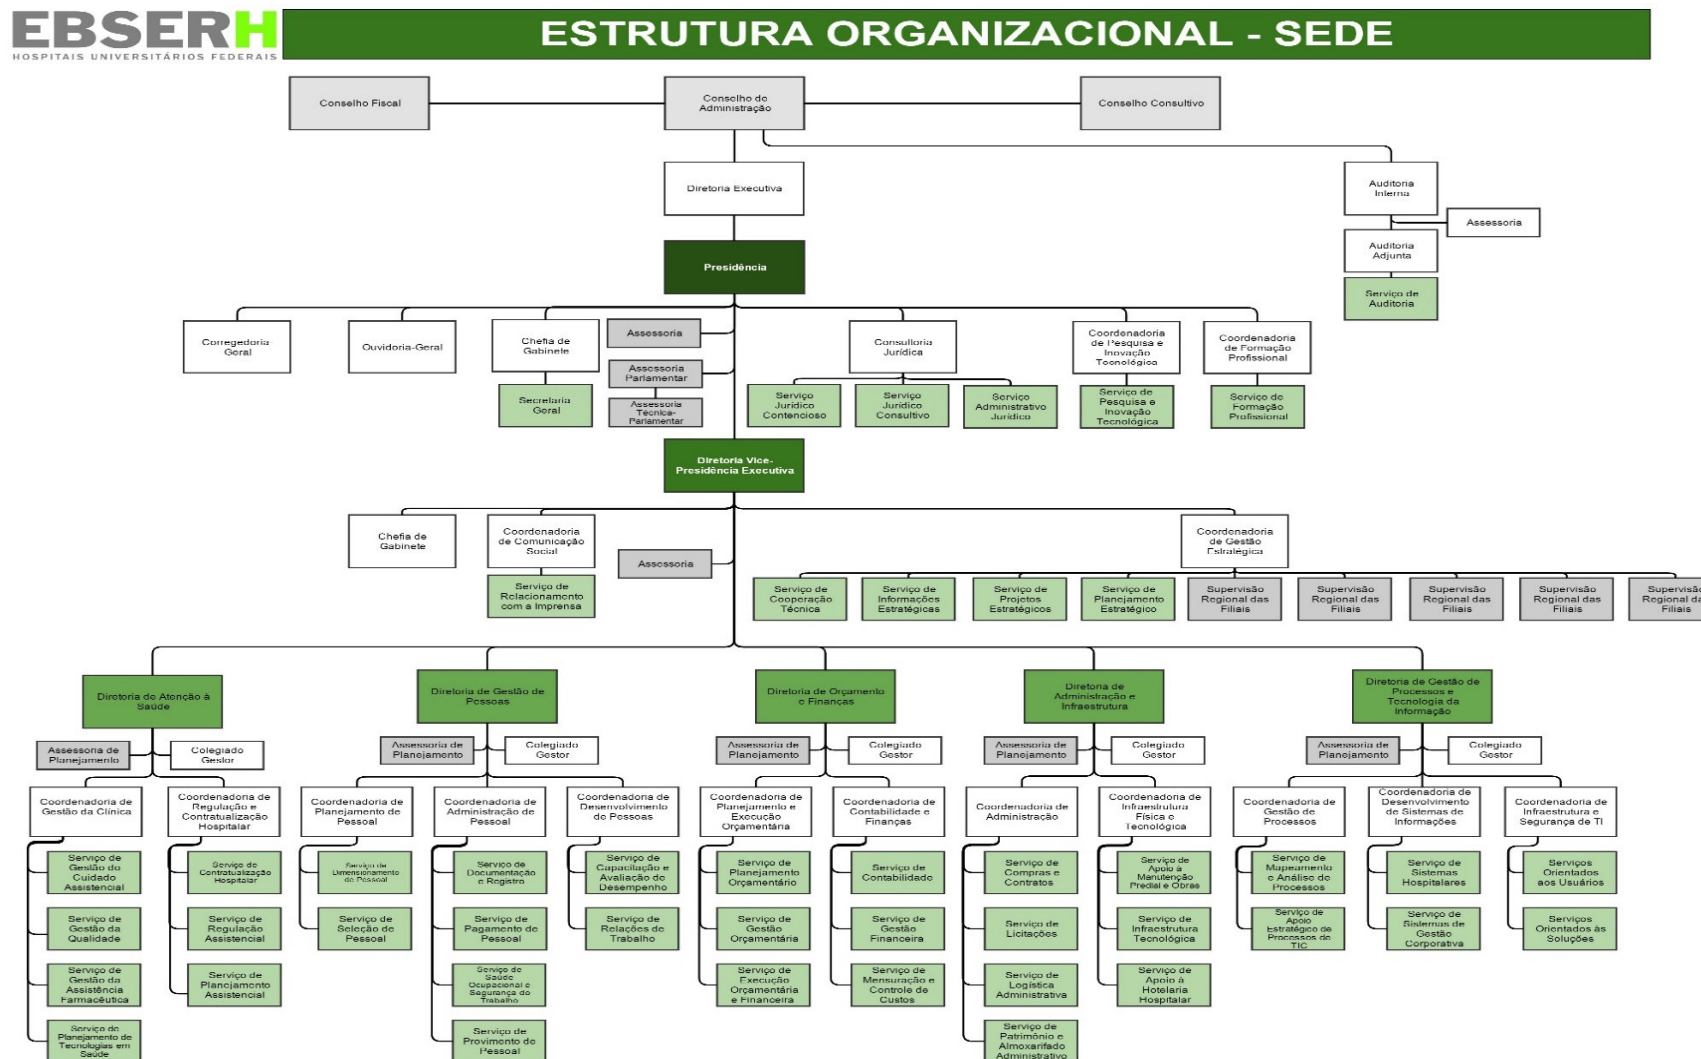 EBSERH
HOSPITAIS UNIVERSITÁRIOS FEDERAIS
ESTRUTURA ORGANIZACIONAL - SEDE
Conselho Fiscal
Conselho de
Administração
Conselho Consultivo
Diretoria Executiva
Auditoria
Interna
Assessoria
Auditoria
Adjunta
Serviço de
Auditoria
Presidência
Corregedoria
Geral
Ouvidoria-Geral
Chefia de
Gabinete
Secretaria
Geral
Assessoria
Assessoria
Parlamentar
Assessoria
Técnica-
Parlamentar
Consultoria
Jurídica
Serviço
Jurídico
Contencioso
Serviço
Jurídico
Consultivo
Serviço
Administrativo
Jurídico
Coordenadoria
de Pesquisa e
Inovação
Tecnológica
Serviço de
Pesquisa e
Inovação
Tecnológica
Coordenadoria
de Formação
Profissional
Serviço de
Formação
Profissional
Diretoria Vice-
Presidência Executiva
Chefia de
Gabinete
Coordenadoria
de Comunicação
Social
Serviço de
Relacionamento
com a Imprensa
Assessoria
Coordenadoria
de Gestão
Estratégica
Serviço de
Cooperação
Técnica
Serviço de
Informações
Estratégicas
Serviço de
Projetos
Estratégicos
Serviço de
Planejamento
Estratégico
Supervisão
Regional das
Filiais
Supervisão
Regional das
Filiais
Supervisão
Regional das
Filiais
Supervisão
Regional das
Filiais
Supervisão
Regional da
Filiais
Diretoria de Atenção à
Saúde
Assessoria de
Planejamento
Colegiado
Gestor
Coordenadoria de
Gestão da Clínica
Serviço de
Gestão do
Cuidado
Assistencial
Serviço de
Gestão da
Qualidade
Serviço de
Gestão da
Assistência
Farmacêutica
Serviço de
Planejamento de
Tecnologias em
Saúde
Coordenadoria de
Regulação e
Contratualização
Hospitalar
Serviço de
Contratualização
Hospitalar
Serviço de
Regulação
Assistencial
Serviço de
Planejamento
Assistencial
Diretoria de Gestão de
Pessoas
Assessoria de
Planejamento
Colegiado
Gestor
Coordenadoria de
Planejamento de
Pessoal
Serviço de
Dimensionamento
de Pessoal
Serviço de
Seleção de
Pessoal
Coordenadoria de
Administração de
Pessoal
Serviço de
Documentação
e Registro
Serviço de
Pagamento de
Pessoal
Serviço de
Saúde
Ocupacional e
Segurança do
Trabalho
Serviço de
Provimento de
Pessoal
Coordenadoria de
Desenvolvimento
de Pessoas
Serviço de
Capacitação e
Avaliação de
Desempenho
Serviço de
Relações de
Trabalho
Diretoria de Orçamento
e Finanças
Assessoria de
Planejamento
Colegiado
Gestor
Coordenadoria de
Planejamento e
Execução
Orçamentária
Serviço de
Planejamento
Orçamentário
Serviço de
Gestão
Orçamentária
Serviço de
Execução
Orçamentária
e Financeira
Coordenadoria de
Contabilidade e
Finanças
Serviço de
Contabilidade
Serviço de
Gestão
Financeira
Serviço de
Mensuração e
Controle de
Custos
Diretoria de
Administração e
Infraestrutura
Assessoria de
Planejamento
Colegiado
Gestor
Coordenadoria de
Administração
Serviço de
Compras e
Contratos
Serviço de
Licitações
Serviço de
Logística
Administrativa
Serviço de
Patrimônio e
Almoxarifado
Administrativo
Coordenadoria de
Infraestrutura
Física e
Tecnológica
Serviço de
Apoio à
Manutenção
Predial e Obras
Serviço de
Infraestrutura
Tecnológica
Serviço de
Apoio à
Hotelaria
Hospitalar
Diretoria de Gestão de
Processos e
Tecnologia da
Informação
Assessoria de
Planejamento
Colegiado
Gestor
Coordenadoria de
Gestão de
Processos
Serviço de
Mapeamento
e Análise de
Processos
Serviço de
Apoio
Estratégico de
Processos de
TIC
Coordenadoria de
Desenvolvimento
de Sistemas de
Informações
Serviço de
Sistemas
Hospitalares
Serviço de
Sistemas de
Gestão
Corporativa
Coordenadoria de
Infraestrutura e
Segurança de TI
Serviços
Orientados
aos Usuários
Serviços
Orientados às
Soluções